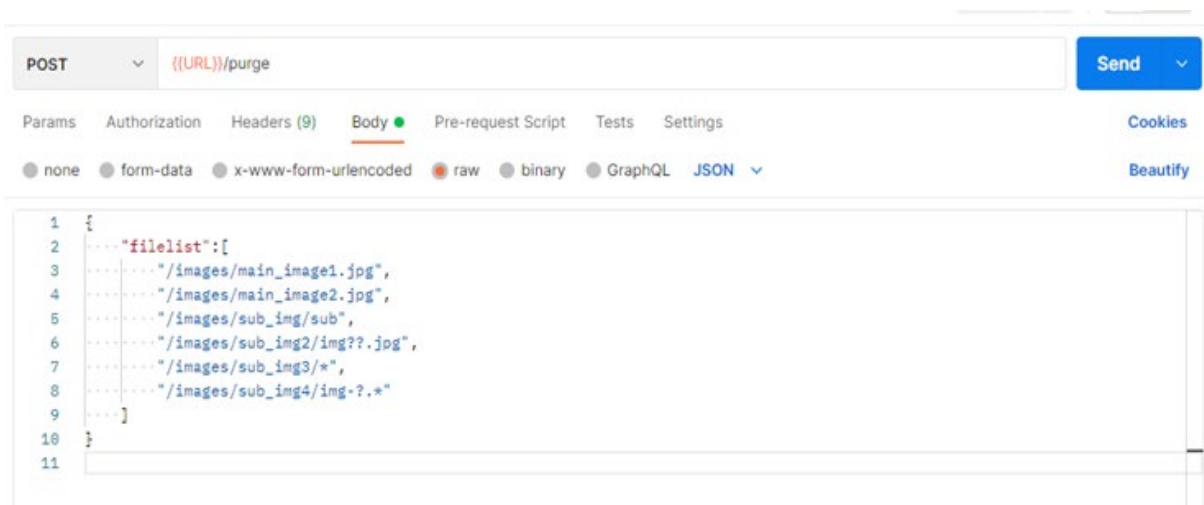 POST {{URL}}/purge Send
Params Authorization Headers (9) Body Pre-request Script Tests Settings Cookies
none form-data x-www-form-urlencoded raw binary GraphQL JSON Beautify
1 {
2 "filelist":[
3 "/images/main_image1.jpg",
4 "/images/main_image2.jpg",
5 "/images/sub_img/sub",
6 "/images/sub_img2/img??.jpg",
7 "/images/sub_img3/*",
8 "/images/sub_img4/img-?.*"
9 ]
10 }
11